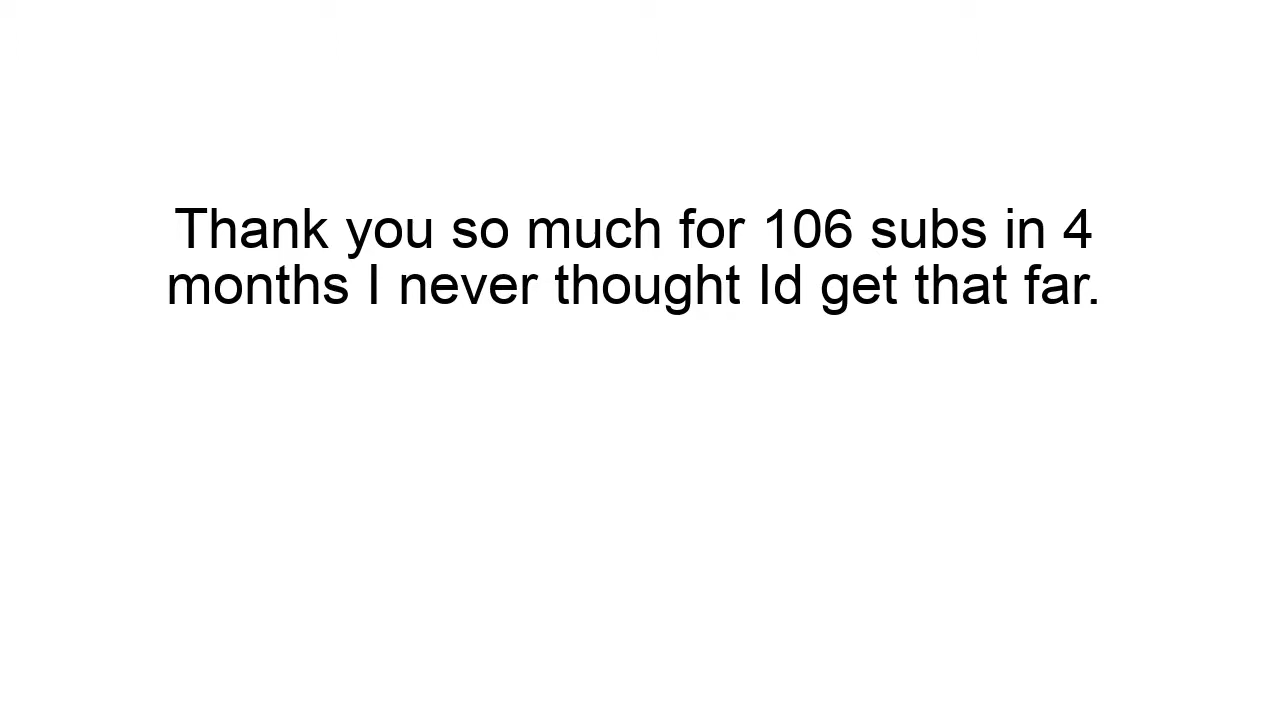 Thank you so much for 106 subs in 4
months I never thought Id get that far.